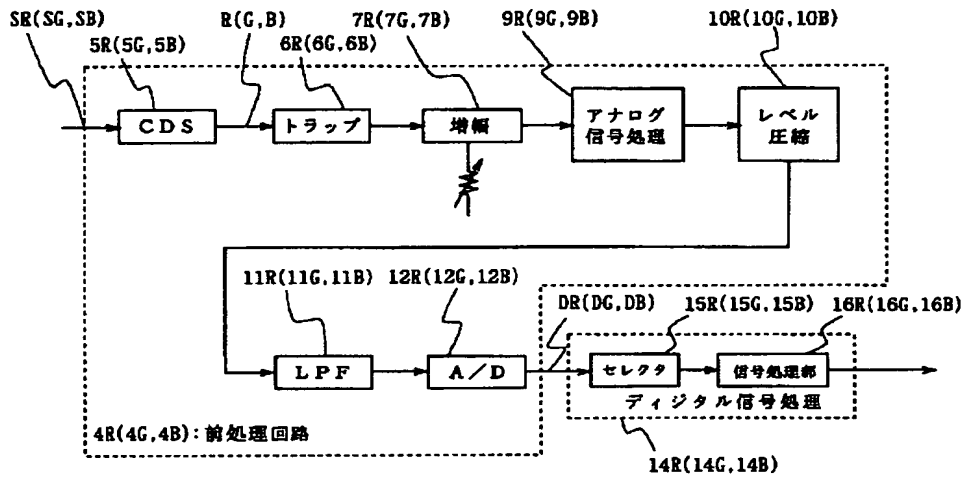 SR(SG,SB)
R(G,B)
7R(7G,7B)
9R(9G,9B)
10R(10G,10B)
5R(5G,5B)
6R(6G,6B)
CDS
トラップ
増幅
アナログ
信号処理
レベル
圧縮
11R(11G,11B)
12R(12G,12B)
DR(DG,DB)
15R(15G,15B)
16R(16G,16B)
LPF
A/D
セレクタ
信号処理部
ディジタル信号処理
4R(4G,4B):前処理回路
14R(14G,14B)